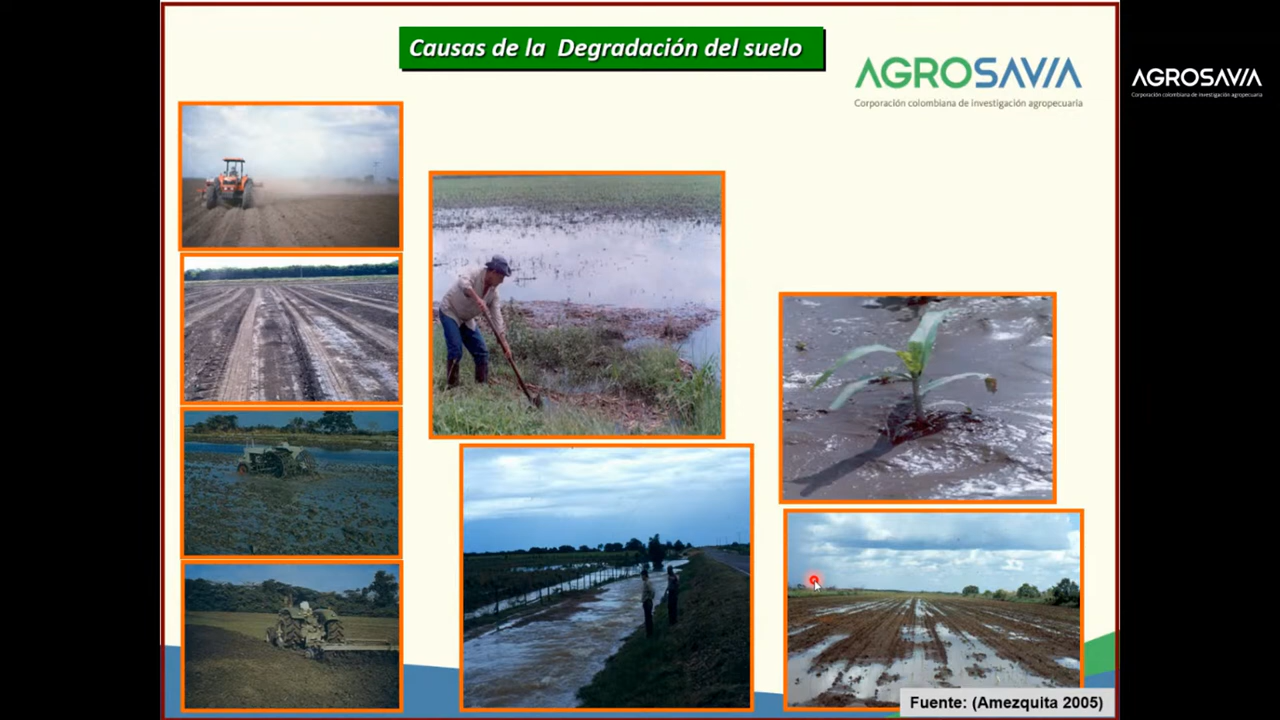 Causas de la Degradación del suelo
AGROSAVIA
Corporación colombiana de investigación agropecuaria
AGROSAVIA
Corporación colombiana de investigación agropecuaria
Fuente: (Amezquita 2005)